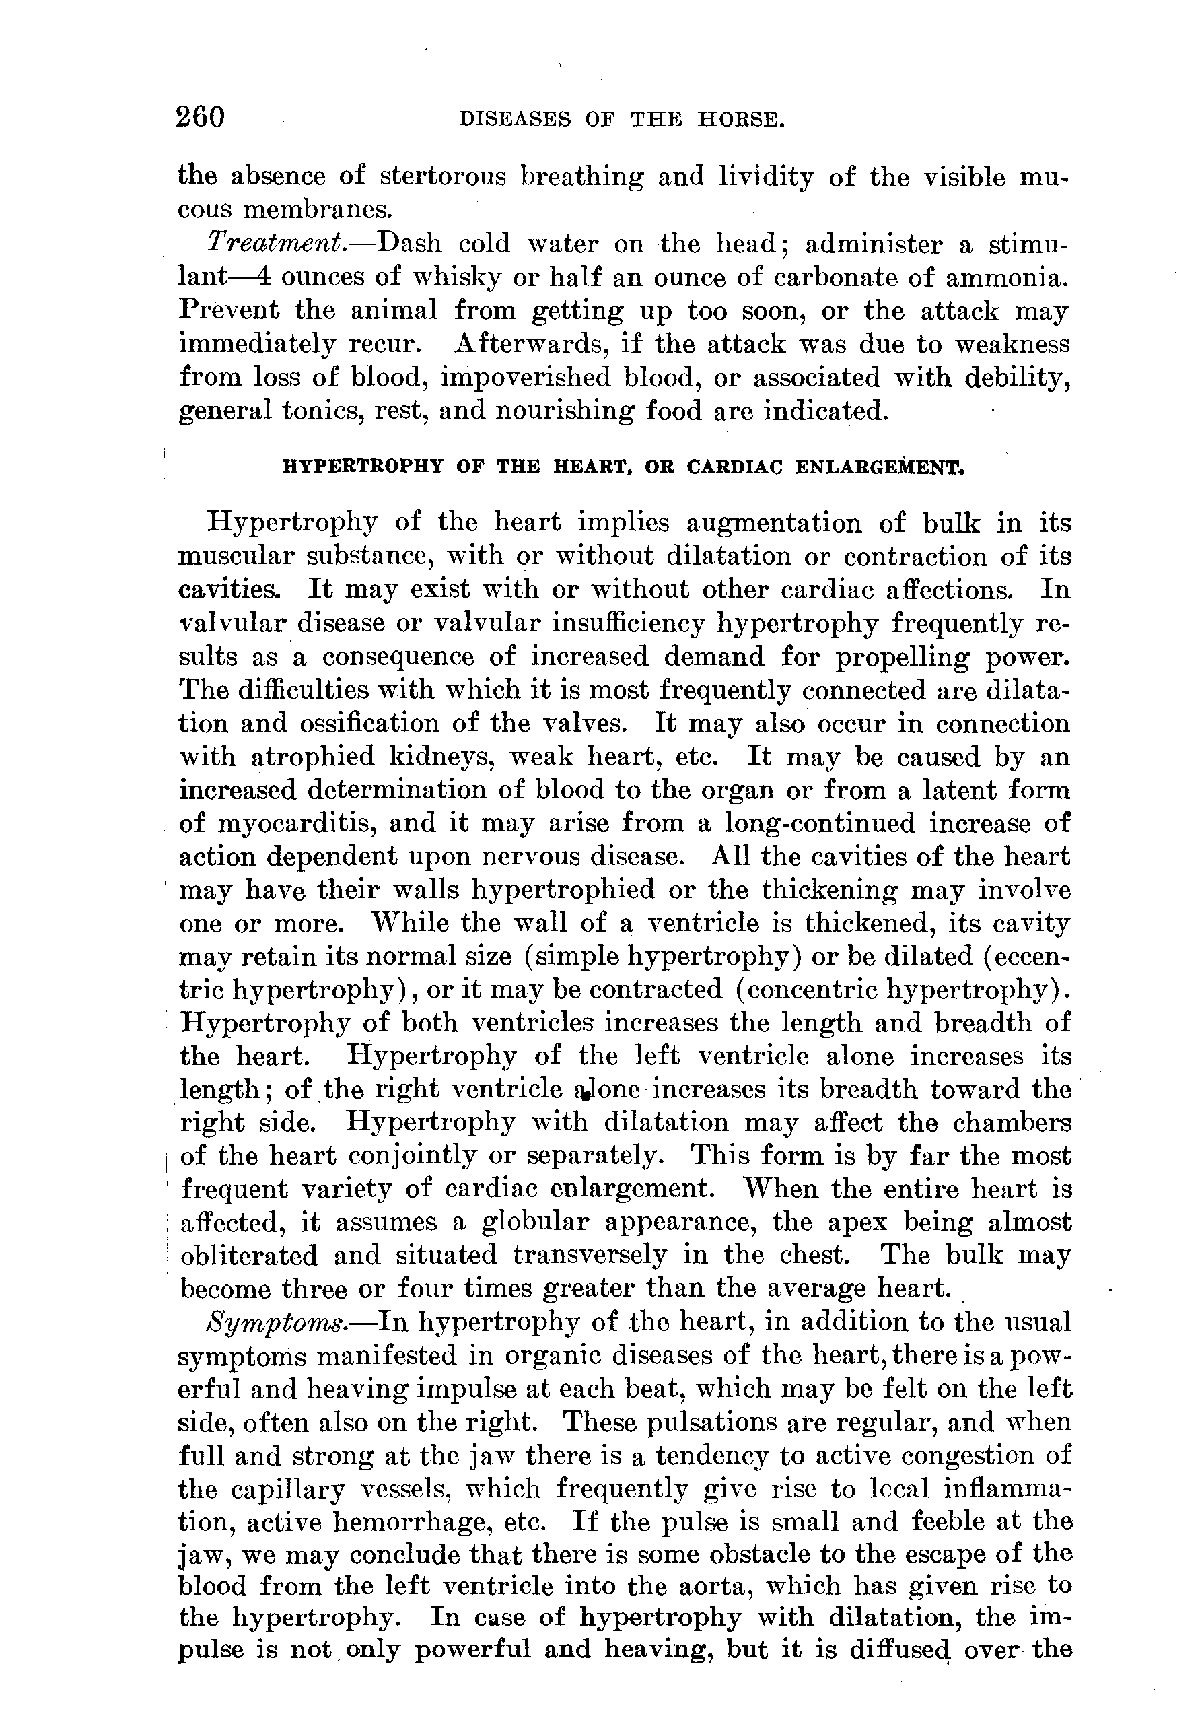 260 DISEASES OF THE HORSE.
the absence of stertorous breathing and lividity of the visible mu-
cous membranes.
Treatment.—Dash cold water on the head; administer a stimu-
lant—4 ounces of whisky or half an ounce of carbonate of ammonia.
Prevent the animal from getting up too soon, or the attack may
immediately recur. Afterwards, if the attack was due to weakness
from loss of blood, impoverished blood, or associated with debility,
general tonics, rest, and nourishing food are indicated.
HYPERTROPHY OF THE HEART, OR CARDIAC ENLARGEMENT.
Hypertrophy of the heart implies augmentation of bulk in its
muscular substance, with or without dilatation or contraction of its
cavities. It may exist with or without other cardiac affections. In
valvular disease or valvular insufficiency hypertrophy frequently re-
sults as a consequence of increased demand for propelling power.
The difficulties with which it is most frequently connected are dilata-
tion and ossification of the valves. It may also occur in connection
with atrophied kidneys, weak heart, etc. It may be caused by an
increased determination of blood to the organ or from a latent form
of myocarditis, and it may arise from a long-continued increase of
action dependent upon nervous disease. All the cavities of the heart
may have their walls hypertrophied or the thickening may involve
one or more. While the wall of a ventricle is thickened, its cavity
may retain its normal size (simple hypertrophy) or be dilated (eccen-
tric hypertrophy), or it may be contracted (concentric hypertrophy).
Hypertrophy of both ventricles increases the length and breadth of
the heart. Hypertrophy of the left ventricle alone increases its
length; of the right ventricle alone increases its breadth toward the
right side. Hypertrophy with dilatation may affect the chambers
of the heart conjointly or separately. This form is by far the most
frequent variety of cardiac enlargement. When the entire heart is
affected, it assumes a globular appearance, the apex being almost
obliterated and situated transversely in the chest. The bulk may
become three or four times greater than the average heart.
Symptoms.—In hypertrophy of the heart, in addition to the usual
symptoms manifested in organic diseases of the heart, there is a pow-
erful and heaving impulse at each beat, which may be felt on the left
side, often also on the right. These pulsations are regular, and when
full and strong at the jaw there is a tendency to active congestion of
the capillary vessels, which frequently give rise to local inflamma-
tion, active hemorrhage, etc. If the pulse is small and feeble at the
jaw, we may conclude that there is some obstacle to the escape of the
blood from the left ventricle into the aorta, which has given rise to
the hypertrophy. In case of hypertrophy with dilatation, the im-
pulse is not only powerful and heaving, but it is diffused over the